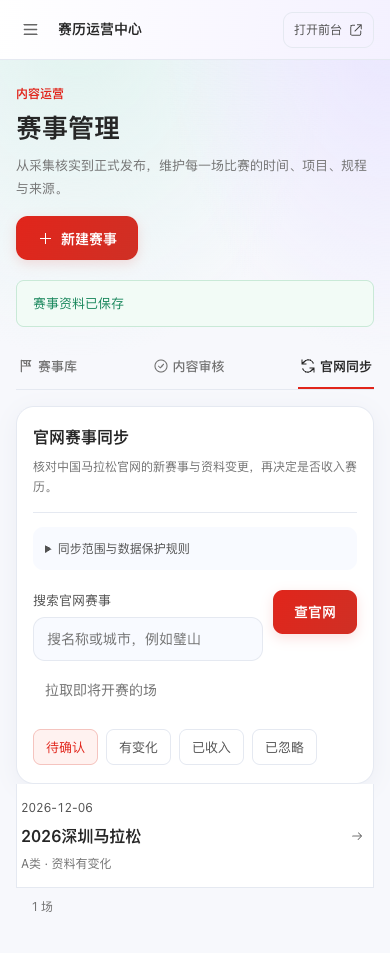 赛历运营中心
打开前台
内容运营
赛事管理
从采集核实到正式发布，维护每一场比赛的时间、项目、规程
与来源。
新建赛事
赛事资料已保存
赛事库
内容审核
官网同步
官网赛事同步
核对中国马拉松官网的新赛事与资料变更，再决定是否收入赛
历。
同步范围与数据保护规则
搜索官网赛事
搜名称或城市，例如璧山
查官网
拉取即将开赛的场
待确认
有变化
已收入
已忽略
2026-12-06
2026深圳马拉松
A类 · 资料有变化
1 场